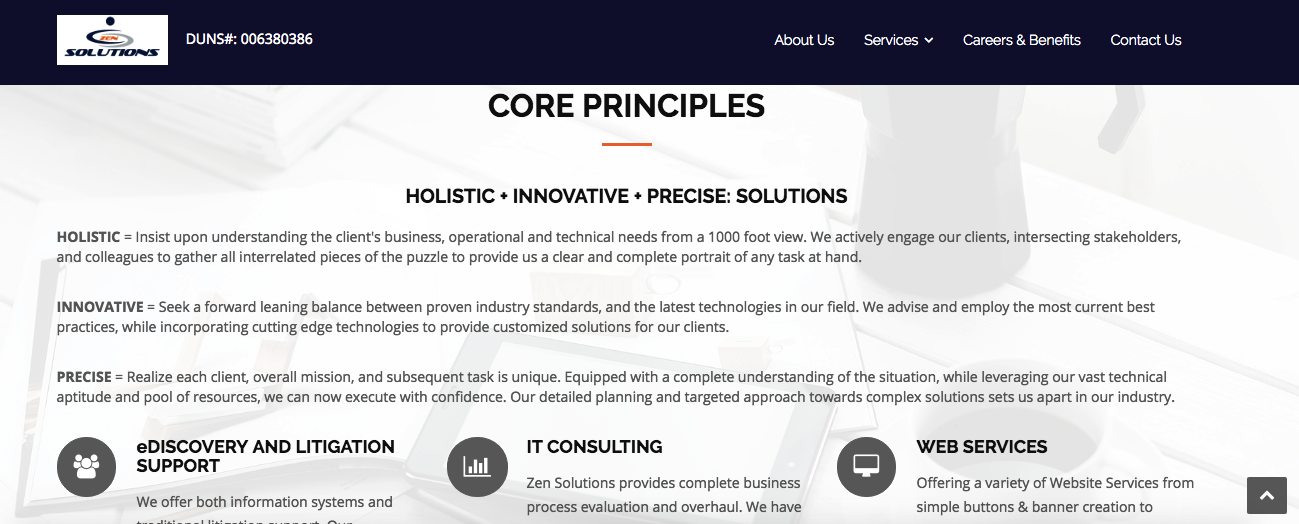 ZEN
SOLUTIONS
DUNS#: 006380386
About Us
Services
Careers & Benefits
Contact Us
CORE PRINCIPLES
HOLISTIC + INNOVATIVE + PRECISE: SOLUTIONS
HOLISTIC = Insist upon understanding the client's business, operational and technical needs from a 1000 foot view. We actively engage our clients, intersecting stakeholders,
and colleagues to gather all interrelated pieces of the puzzle to provide us a clear and complete portrait of any task at hand.
INNOVATIVE = Seek a forward leaning balance between proven industry standards, and the latest technologies in our field. We advise and employ the most current best
practices, while incorporating cutting edge technologies to provide customized solutions for our clients.
PRECISE = Realize each client, overall mission, and subsequent task is unique. Equipped with a complete understanding of the situation, while leveraging our vast technical
aptitude and pool of resources, we can now execute with confidence. Our detailed planning and targeted approach towards complex solutions sets us apart in our industry.
eDISCOVERY AND LITIGATION
SUPPORT
We offer both information systems and
traditional litigation support. Our
IT CONSULTING
Zen Solutions provides complete business
process evaluation and overhaul. We have
WEB SERVICES
Offering a variety of Website Services from
simple buttons & banner creation to